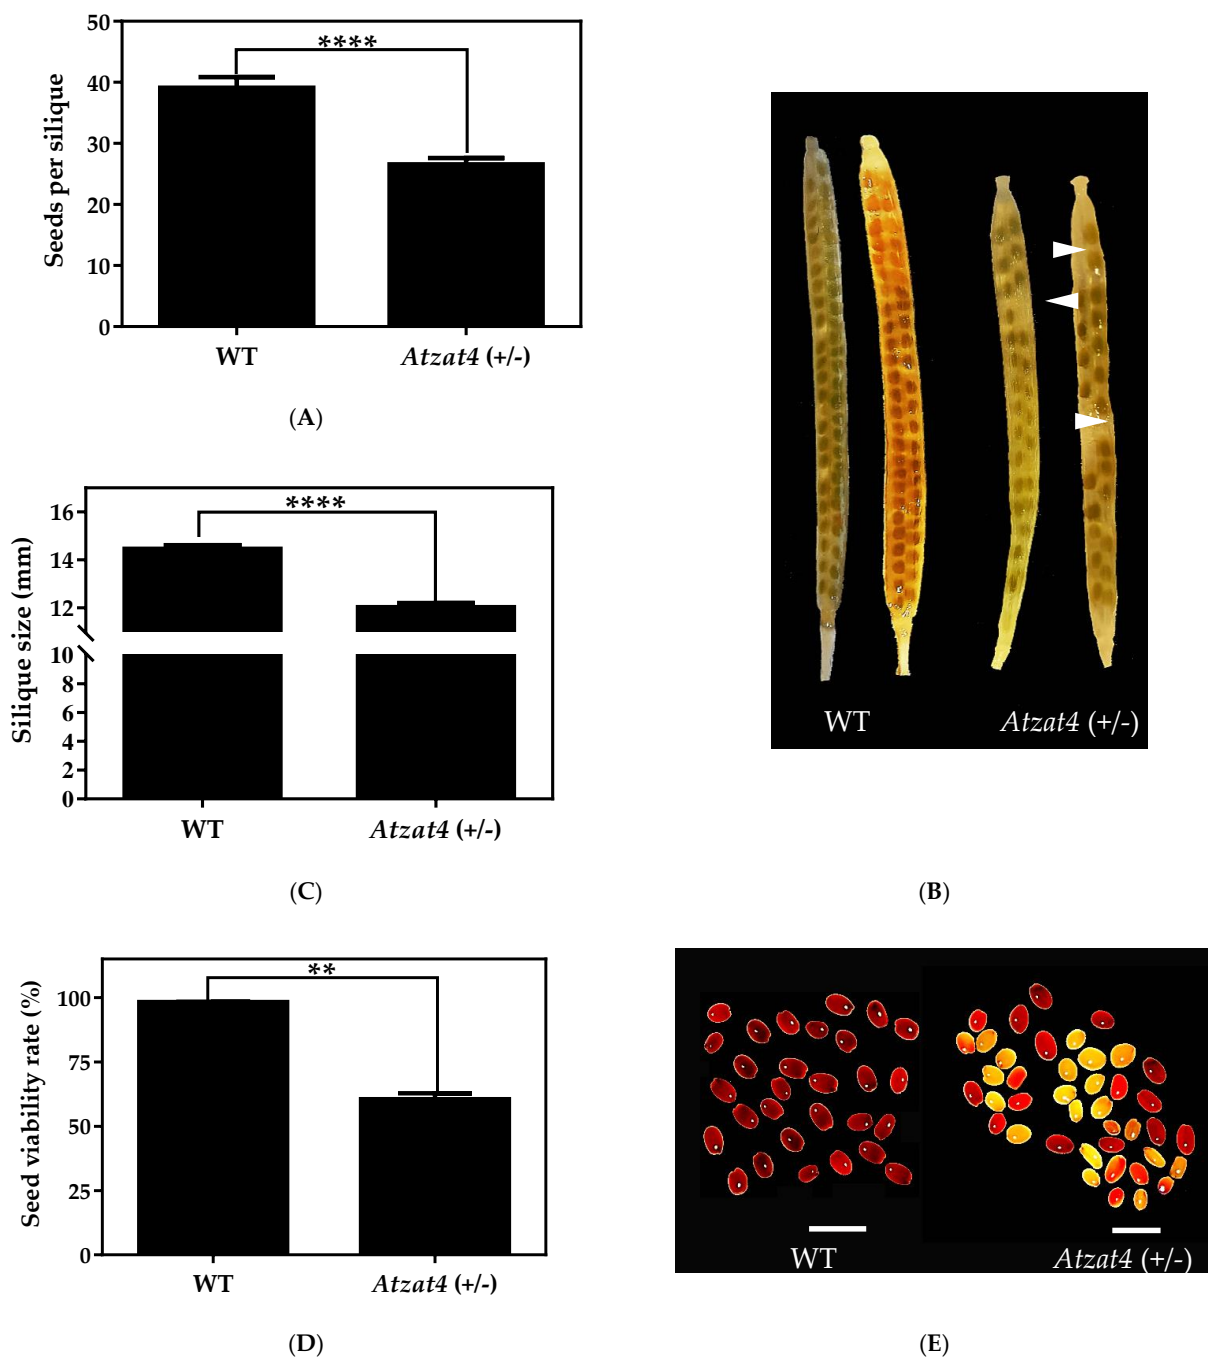 50
40
30
20
10
0
Seeds per silique
****
WT
Atzat4 (+/-)
(A)
WT
Atzat4 (+/-)
(B)
16
14
12
10
8
6
4
2
0
Silique size (mm)
****
WT
Atzat4 (+/-)
(C)
100
75
50
25
0
Seed viability rate (%)
**
WT
Atzat4 (+/-)
(D)
WT
Atzat4 (+/-)
(E)